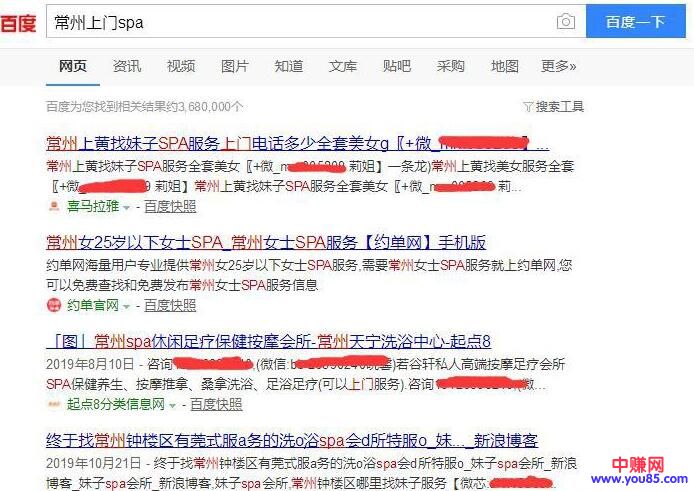 百度 常州上门spa 百度一下
网页 资讯 视频 图片 知道 文库 贴吧 采购 地图 更多»
百度为您找到相关结果约3,680,000个 搜索工具
常州上黄找妹子SPA服务上门电话多少全套美女g〖+微_ 】...
常州上黄找妹子SPA服务全套美女〖+微_ 莉姐】一条龙)常州上黄找美女服务全套
〖+微_ 莉姐】常州上黄找妹子SPA服务全套美女〖+微_ 莉...
喜马拉雅 - 百度快照
常州女25岁以下女士SPA_常州女士SPA服务【约单网】手机版
约单网海量用户专业提供常州女25岁以下女士SPA服务,需要常州女士SPA服务就上约单网,您
可以免费查找和免费发布常州女士SPA服务信息
约单官网 - 百度快照
「图」常州spa休闲足疗保健按摩会所-常州天宁洗浴中心-起点8
2019年8月10日 - 咨询 ,(微信: )若谷轩私人高端按摩足疗会所
SPA保健养生、按摩推拿、桑拿洗浴、足浴足疗(可以上门服务).咨询 ,(微...
起点8分类信息网 - 百度快照
终于找常州钟楼区有莞式服a务的洗o浴spa会d所特服o_妹..._新浪博客
2019年10月21日 - 终于找常州钟楼区有莞式服a务的洗o浴spa会d所特服o_妹子spa会所_新浪
博客_妹子spa会所_新浪博客,妹子spa会所 常州钟楼区哪里找妹子服务【微芯:
中赚网
www.you85.com